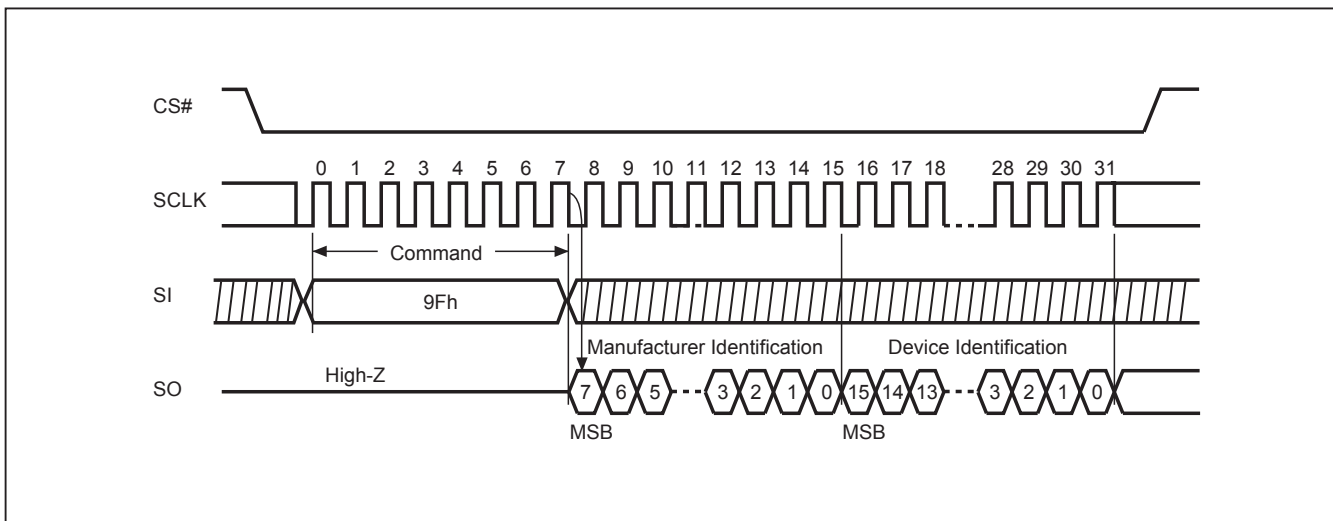 CS#
0 1 2 3 4 5 6 7 8 9 10 11 12 13 14 15 16 17 18 28 29 30 31
SCLK
Command
SI
9Fh
Manufacturer Identification Device Identification
High-Z
SO
7 6 5 3 2 1 0 15 14 13 3 2 1 0
MSB MSB